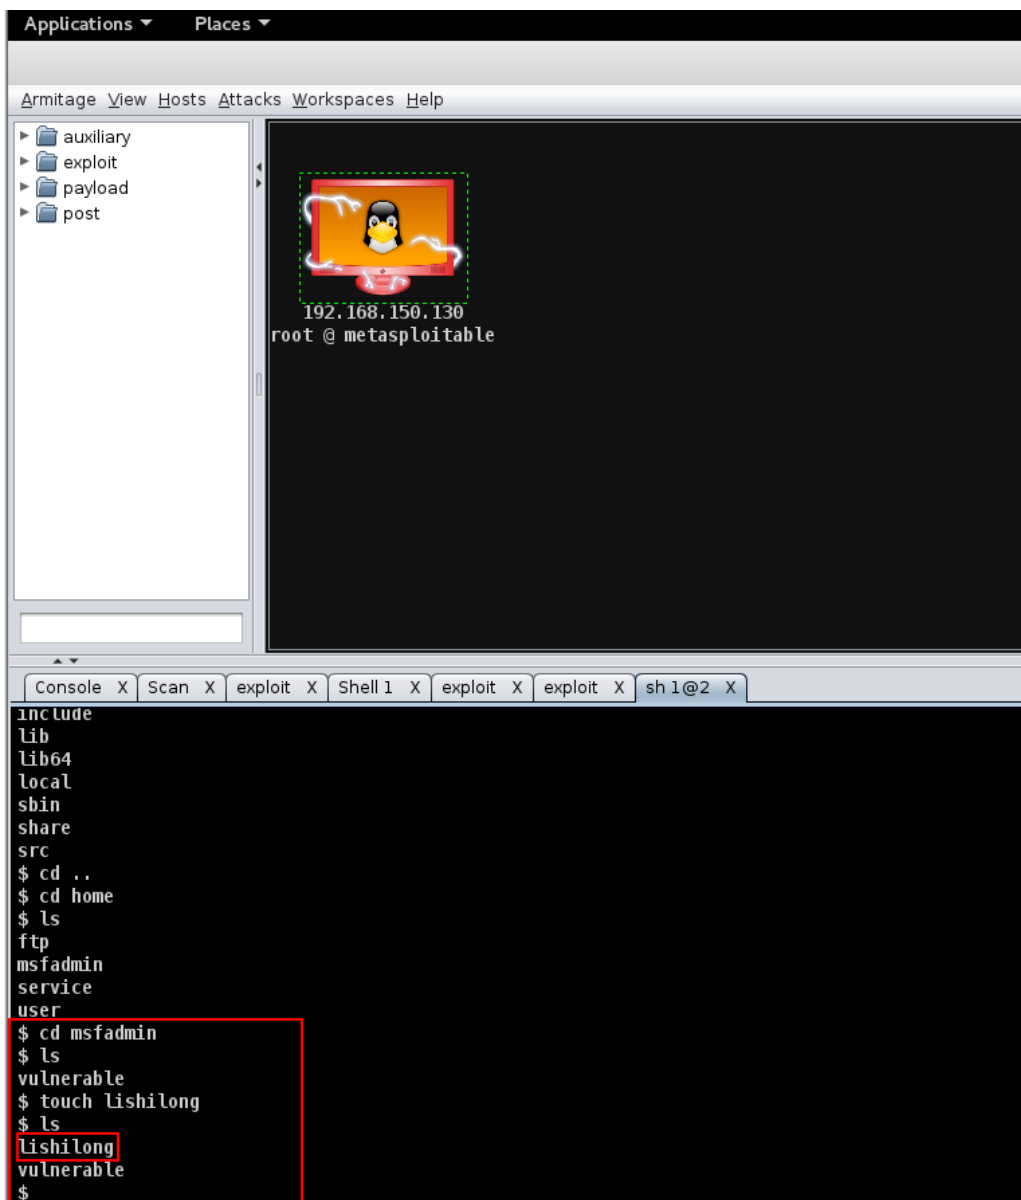 Applications Places
Armitage View Hosts Attacks Workspaces Help
auxiliary
exploit
payload
post
192.168.150.130
root @ metasploitable
Console X Scan X exploit X Shell 1 X exploit X exploit X sh 1@2 X
include
lib
lib64
local
sbin
share
src
$ cd ..
$ cd home
$ ls
ftp
msfadmin
service
user
$ cd msfadmin
$ ls
vulnerable
$ touch lishilong
$ ls
lishilong
vulnerable
$